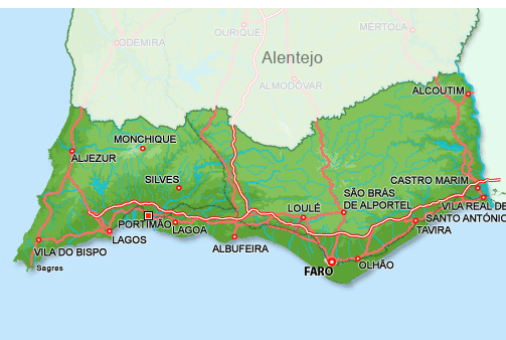 OURIQUE
MERTOLA
ODEMIRA
Alentejo
ALMODÔVAR
ALCOUTIM
MONCHIQUE
ALJEZUR
SILVES
CASTRO MARIM
SÃO BRÁS
DE ALPORTEL
LOULÉ
VILA REAL DE
SANTO ANTÓNIO
PORTIMÃO
LAGOA
TAVIRA
LAGOS
ALBUFEIRA
VILA DO BISPO
OLHÃO
FARO
Sagres